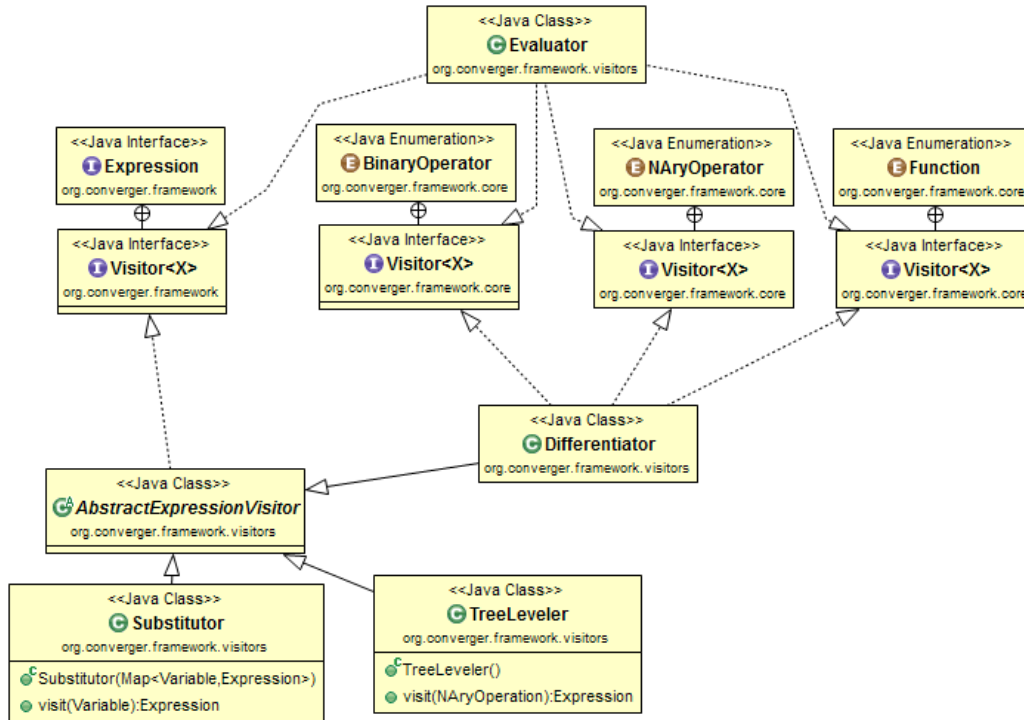 <<Java Class>>
Evaluator
org.converger.framework.visitors
<<Java Interface>>
Expression
org.converger.framework
<<Java Enumeration>>
BinaryOperator
org.converger.framework.core
<<Java Enumeration>>
NAryOperator
org.converger.framework.core
<<Java Enumeration>>
Function
org.converger.framework.core
<<Java Interface>>
Visitor<X>
org.converger.framework
<<Java Interface>>
Visitor<X>
org.converger.framework.core
<<Java Interface>>
Visitor<X>
org.converger.framework.core
<<Java Interface>>
Visitor<X>
org.converger.framework.core
<<Java Class>>
Differentiator
org.converger.framework.visitors
<<Java Class>>
AbstractExpressionVisitor
org.converger.framework.visitors
<<Java Class>>
Substitutor
org.converger.framework.visitors
Substitutor(Map<Variable,Expression>)
visit(Variable):Expression
<<Java Class>>
TreeLeveler
org.converger.framework.visitors
TreeLeveler()
visit(NAryOperation):Expression